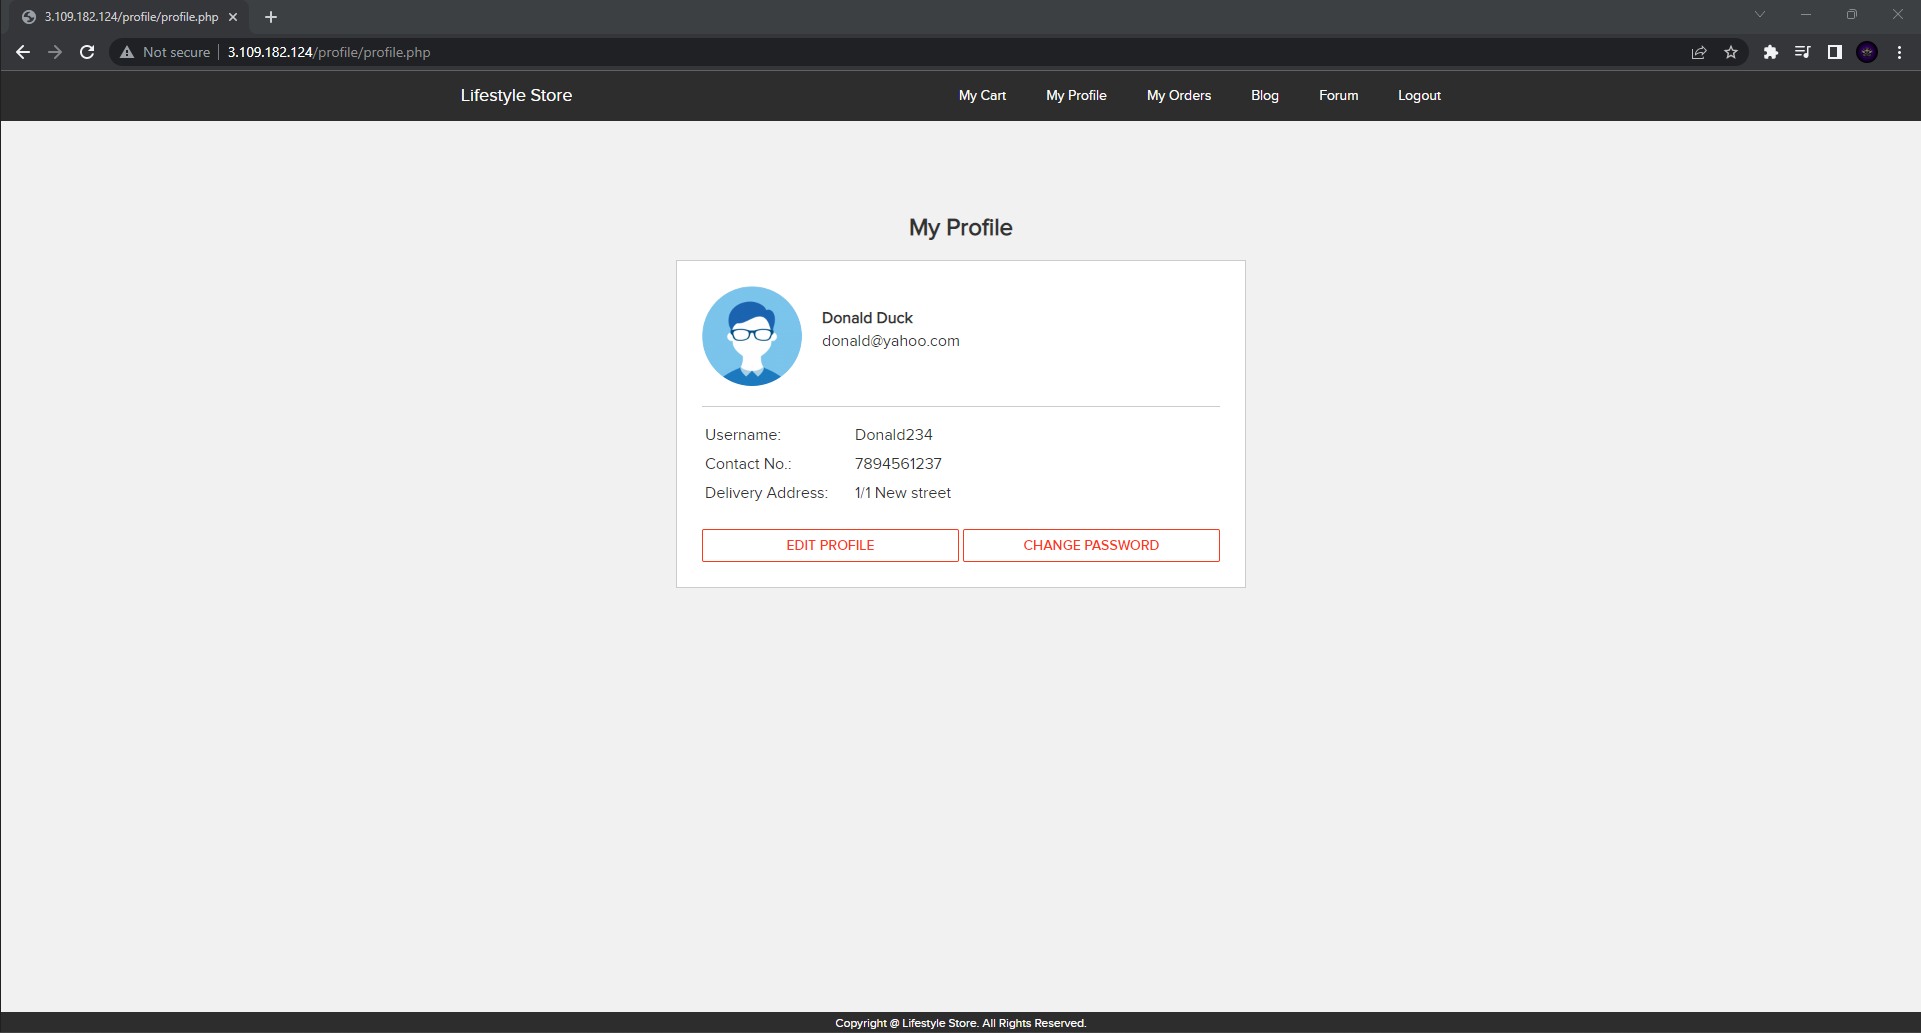 3.109.182.124/profile/profile.php
Not secure 3.109.182.124/profile/profile.php
Lifestyle Store My Cart My Profile My Orders Blog Forum Logout
My Profile
Donald Duck
donald@yahoo.com
Username: Donald234
Contact No.: 7894561237
Delivery Address: 1/1 New street
EDIT PROFILE CHANGE PASSWORD
Copyright @ Lifestyle Store. All Rights Reserved.